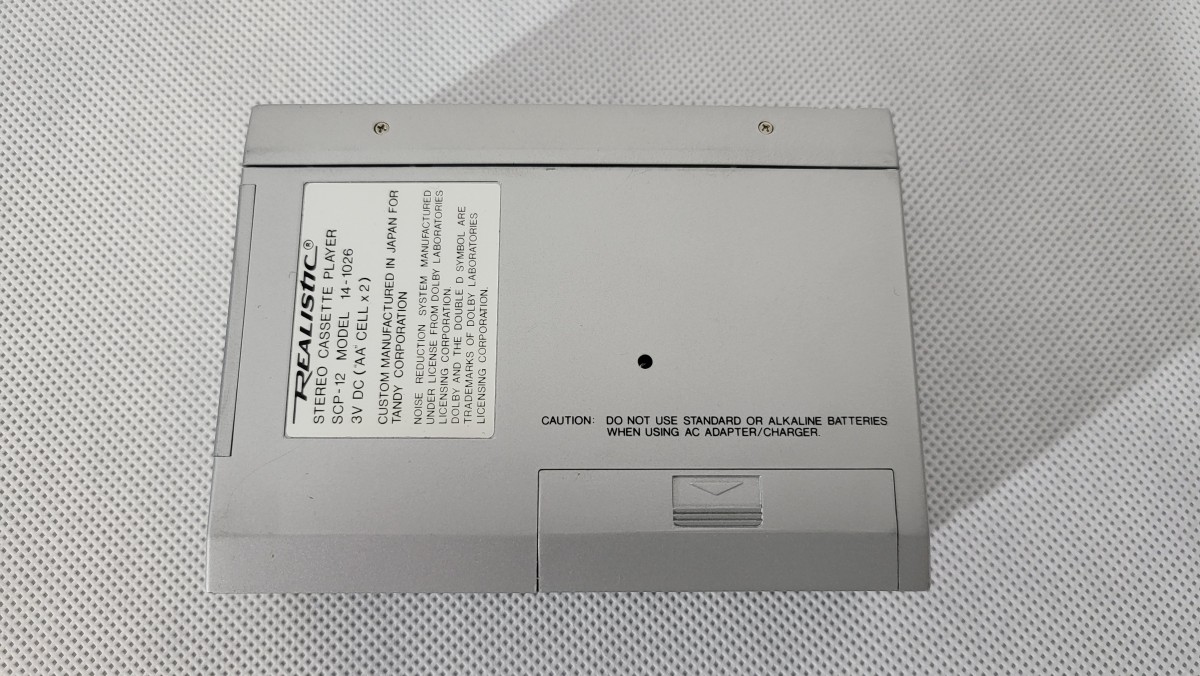 REALISTIC®
STEREO CASSETTE PLAYER
SCP-12 MODEL 14-1026
3V DC ("AA" CELL x 2)
CUSTOM MANUFACTURED IN JAPAN FOR
TANDY CORPORATION
NOISE REDUCTION SYSTEM MANUFACTURED
UNDER LICENSE FROM DOLBY LABORATORIES
LICENSING CORPORATION.
DOLBY AND THE DOUBLE D SYMBOL ARE
TRADEMARKS OF DOLBY LABORATORIES
LICENSING CORPORATION.
CAUTION: DO NOT USE STANDARD OR ALKALINE BATTERIES
WHEN USING AC ADAPTER/CHARGER.